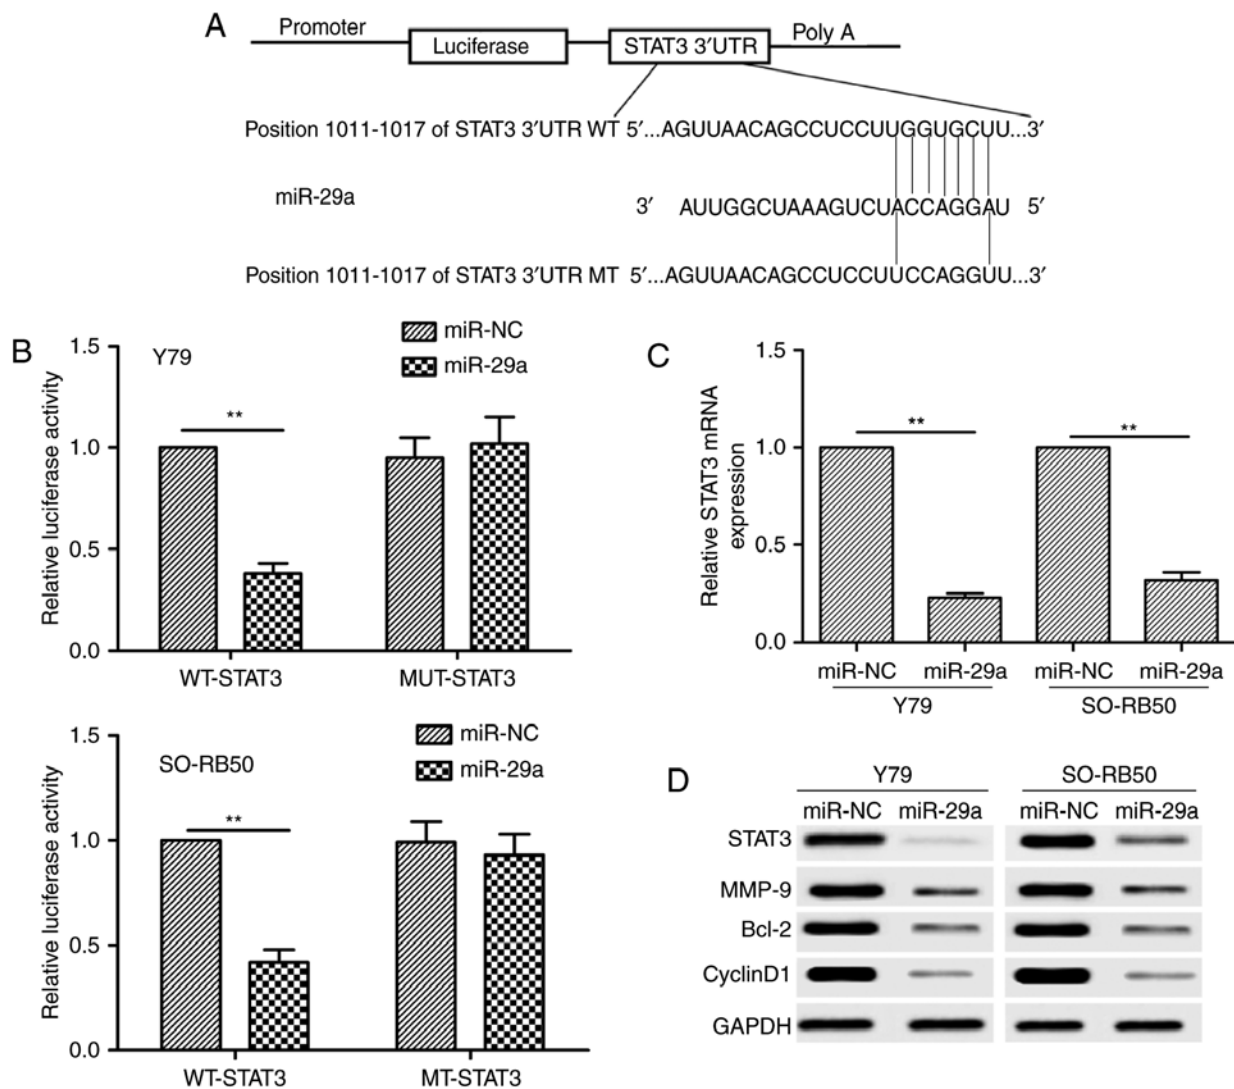 A
Promoter
Luciferase
STAT3 3′UTR
Poly A
Position 1011-1017 of STAT3 3′UTR WT 5′...AGUUAACAGCCUCCUUGGUGCUU...3′
miR-29a 3′ AUUGGCUAAAGUCUACCAGGAU 5′
Position 1011-1017 of STAT3 3′UTR MT 5′...AGUUAACAGCCUCCUUCCAGGUU...3′
B
Y79
miR-NC
miR-29a
Relative luciferase activity
1.5
1.0
0.5
0.0
**
WT-STAT3
MUT-STAT3
SO-RB50
miR-NC
miR-29a
Relative luciferase activity
1.5
1.0
0.5
0.0
**
WT-STAT3
MT-STAT3
C
Relative STAT3 mRNA
expression
1.5
1.0
0.5
0.0
**
**
miR-NC miR-29a miR-NC miR-29a
Y79 SO-RB50
D
Y79 SO-RB50
miR-NC miR-29a miR-NC miR-29a
STAT3
MMP-9
Bcl-2
CyclinD1
GAPDH